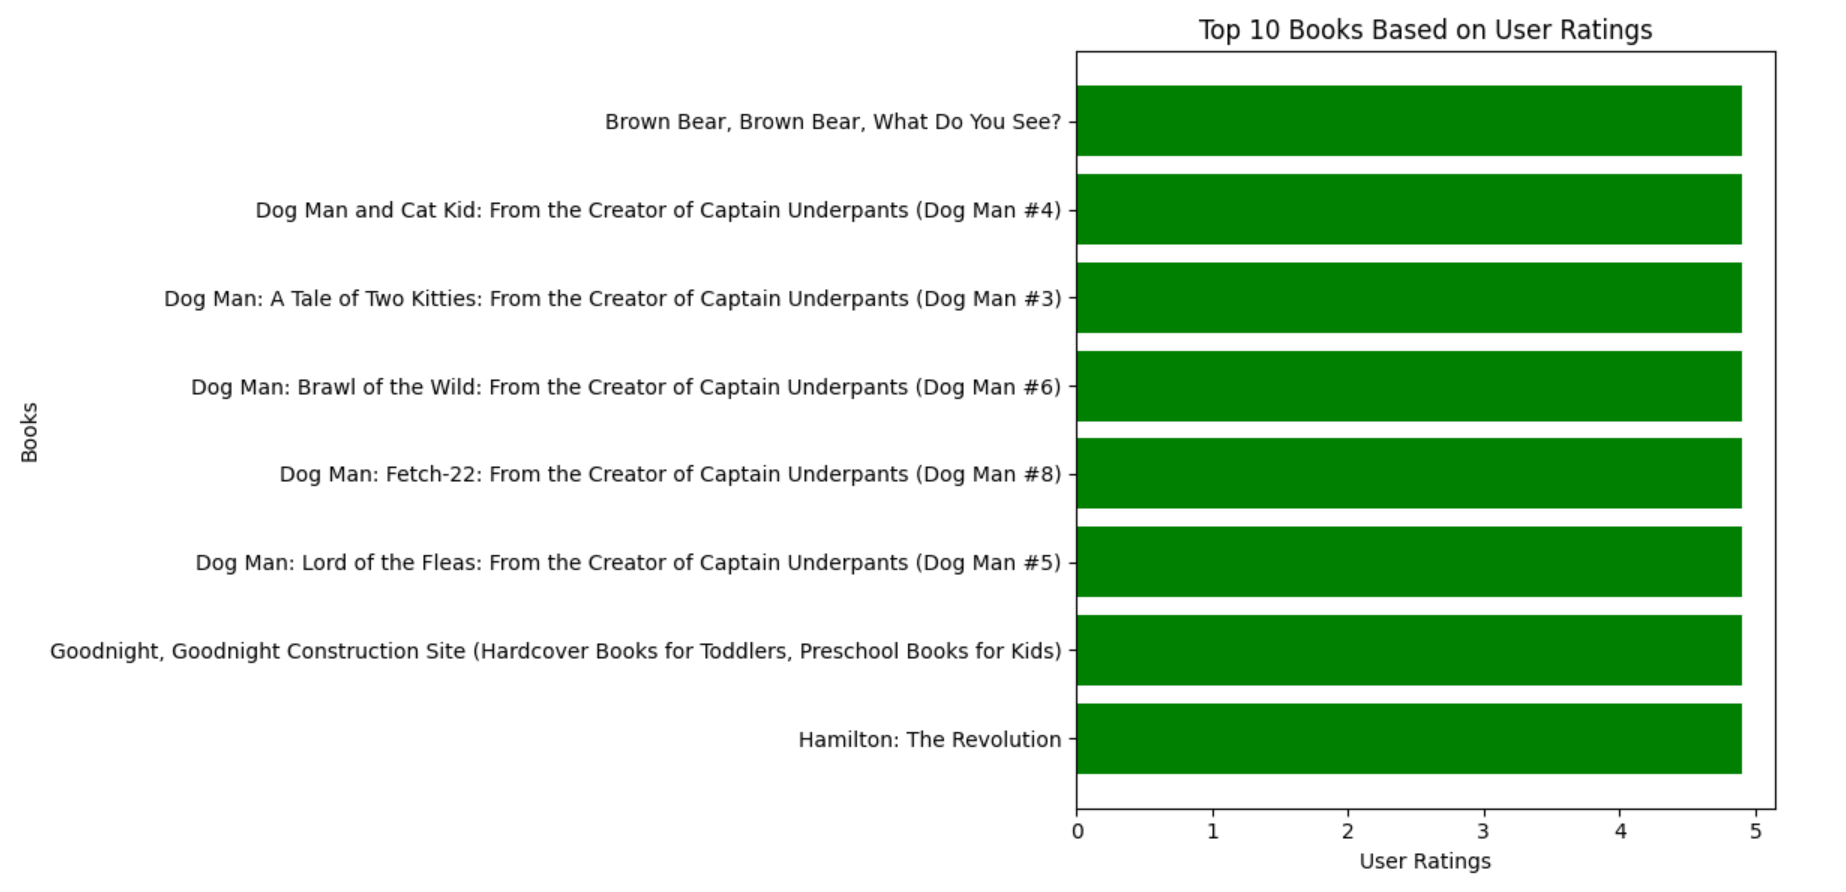 Top 10 Books Based on User Ratings
Brown Bear, Brown Bear, What Do You See?
Dog Man and Cat Kid: From the Creator of Captain Underpants (Dog Man #4)
Dog Man: A Tale of Two Kitties: From the Creator of Captain Underpants (Dog Man #3)
Dog Man: Brawl of the Wild: From the Creator of Captain Underpants (Dog Man #6)
Dog Man: Fetch-22: From the Creator of Captain Underpants (Dog Man #8)
Dog Man: Lord of the Fleas: From the Creator of Captain Underpants (Dog Man #5)
Goodnight, Goodnight Construction Site (Hardcover Books for Toddlers, Preschool Books for Kids)
Hamilton: The Revolution
Books
0 1 2 3 4 5
User Ratings